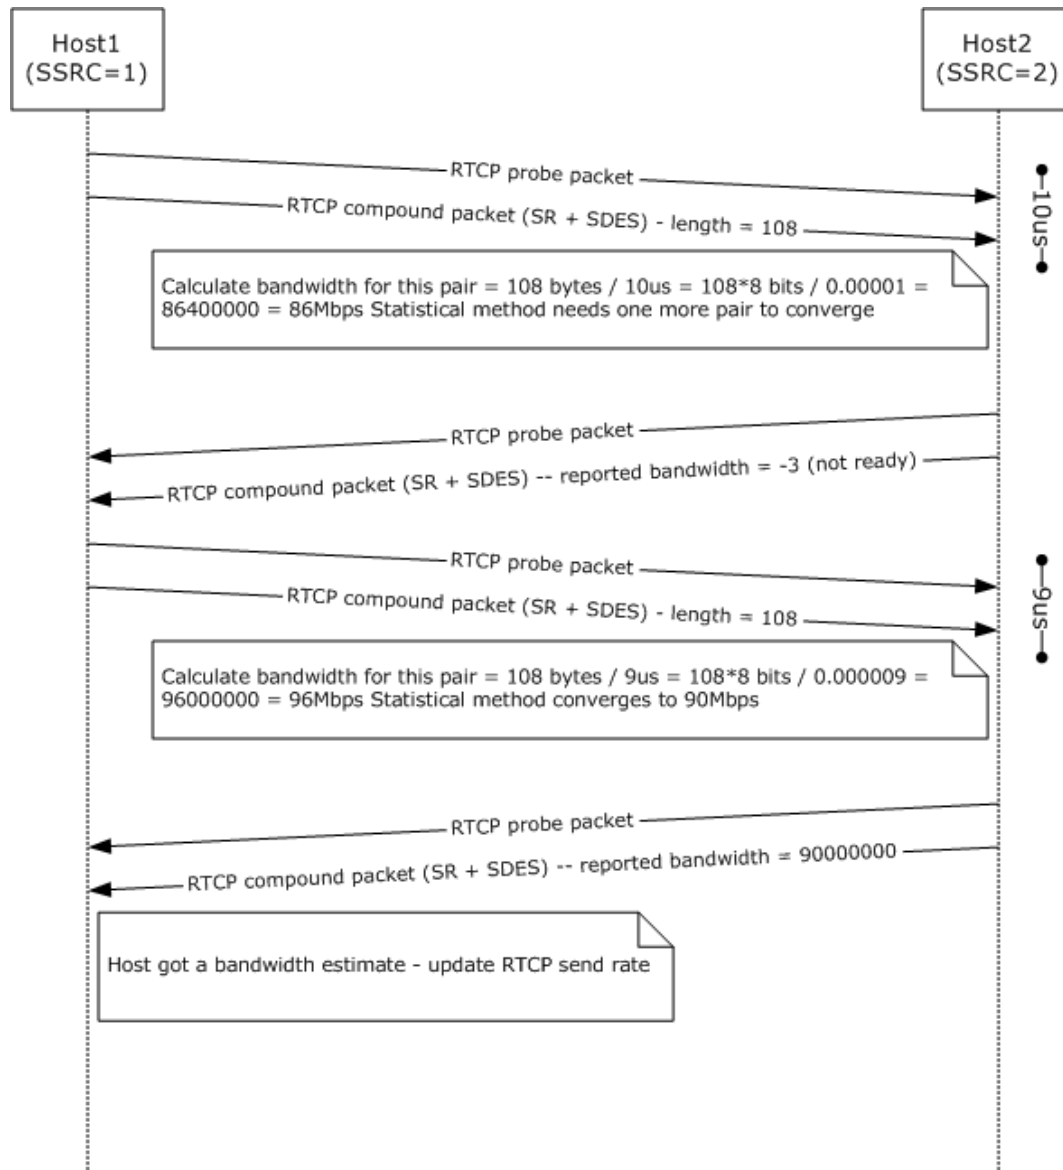 Host1
(SSRC=1)
Host2
(SSRC=2)
RTCP probe packet
RTCP compound packet (SR + SDES) - length = 108
10us
Calculate bandwidth for this pair = 108 bytes / 10us = 108*8 bits / 0.00001 =
86400000 = 86Mbps Statistical method needs one more pair to converge
RTCP probe packet
RTCP compound packet (SR + SDES) -- reported bandwidth = -3 (not ready)
RTCP probe packet
RTCP compound packet (SR + SDES) - length = 108
9us
Calculate bandwidth for this pair = 108 bytes / 9us = 108*8 bits / 0.000009 =
96000000 = 96Mbps Statistical method converges to 90Mbps
RTCP probe packet
RTCP compound packet (SR + SDES) -- reported bandwidth = 90000000
Host got a bandwidth estimate - update RTCP send rate